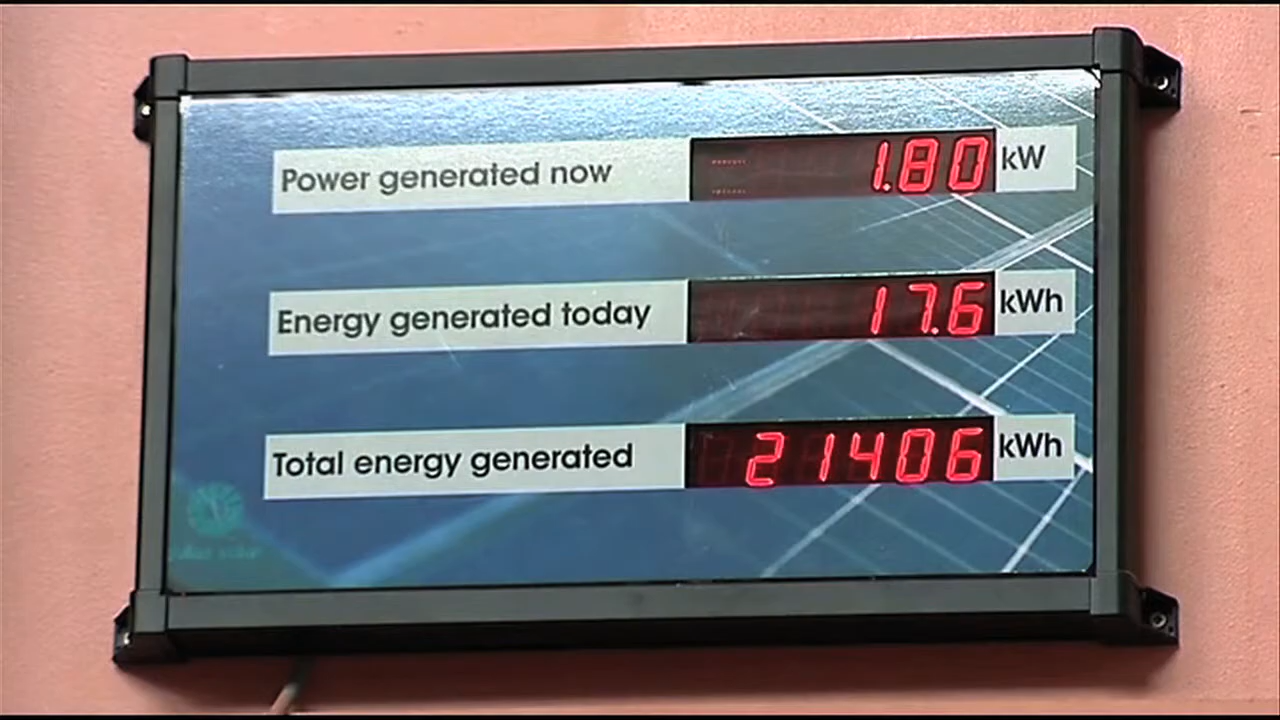 Power generated now 1.80 kW
Energy generated today 17.6 kWh
Total energy generated 21406 kWh